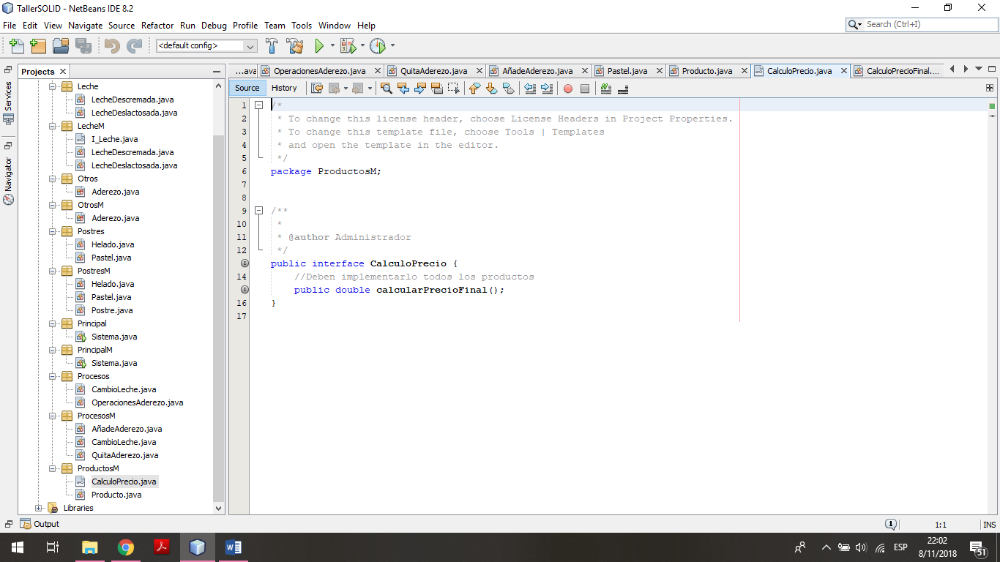 TallerSOLID - NetBeans IDE 8.2
File Edit View Navigate Source Refactor Run Debug Profile Team Tools Window Help
Search (Ctrl+I)
<default config>
Projects
Services
Navigator
Leche
LecheDescremada.java
LecheDeslactosada.java
LecheM
I_Leche.java
LecheDescremada.java
LecheDeslactosada.java
Otros
Aderezo.java
OtrosM
Aderezo.java
Postres
Helado.java
Pastel.java
PostresM
Helado.java
Pastel.java
Postre.java
Principal
Sistema.java
PrincipalM
Sistema.java
Procesos
CambioLeche.java
OperacionesAderezo.java
ProcesosM
AñadeAderezo.java
CambioLeche.java
QuitaAderezo.java
ProductosM
CalculoPrecio.java
Producto.java
Libraries
...ava OperacionesAderezo.java QuitaAderezo.java AñadeAderezo.java Pastel.java Producto.java CalculoPrecio.java CalculoPrecioFinal....
Source History
1 /*
2 * To change this license header, choose License Headers in Project Properties.
3 * To change this template file, choose Tools | Templates
4 * and open the template in the editor.
5 */
6 package ProductosM;
7
8
9 /**
10 *
11 * @author Administrador
12 */
public interface CalculoPrecio {
14 //Deben implementarlo todos los productos
public double calcularPrecioFinal();
16 }
17
Output
1 1:1 INS
ESP
22:02
8/11/2018
51